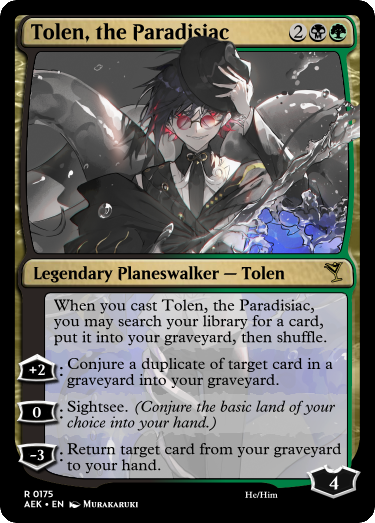 Tolen, the Paradisiac 2
Legendary Planeswalker — Tolen
When you cast Tolen, the Paradisiac,
you may search your library for a card,
put it into your graveyard, then shuffle.
+2: Conjure a duplicate of target card in a
graveyard into your graveyard.
0: Sightsee. (Conjure the basic land of your
choice into your hand.)
-3: Return target card from your graveyard
to your hand.
4
R 0175
AEK • EN Murakaruki
He/Him